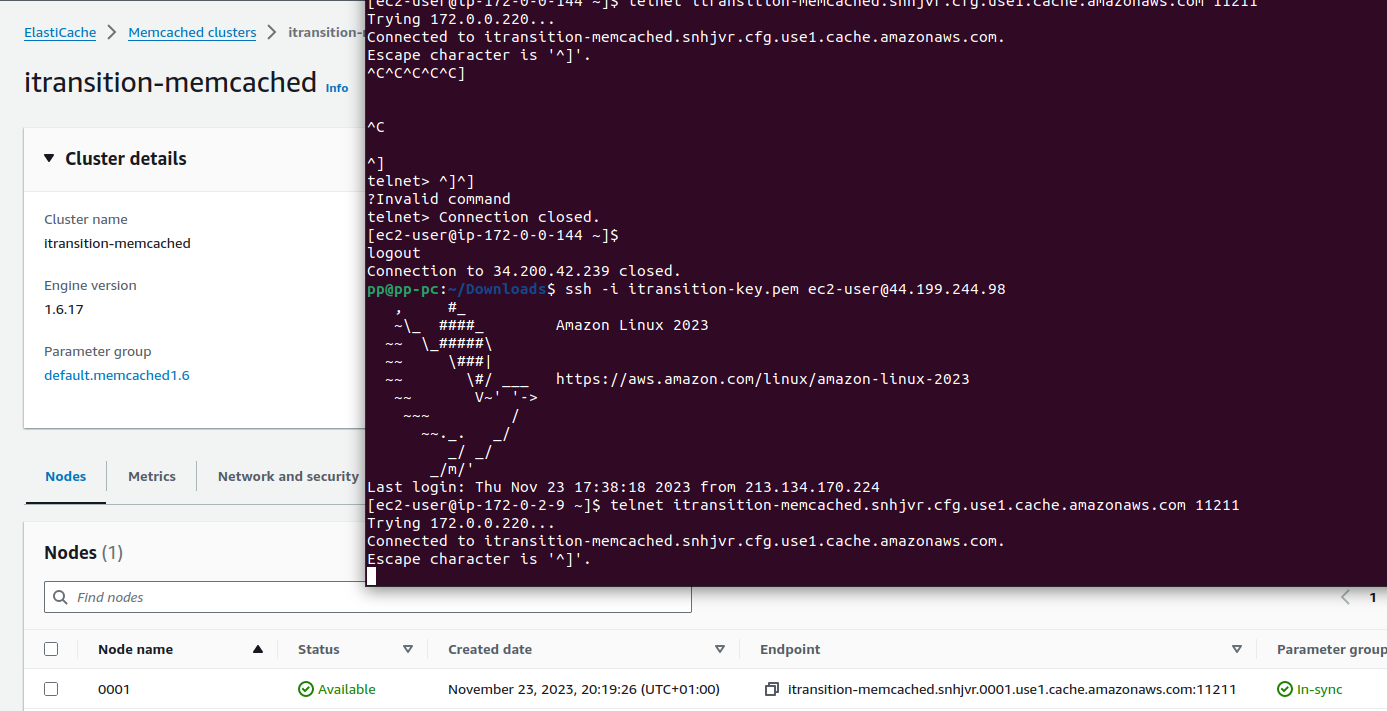 ElastiCache > Memcached clusters > itransition-
itransition-memcached Info
▼ Cluster details
Cluster name
itransition-memcached
Engine version
1.6.17
Parameter group
default.memcached1.6
Nodes
Metrics
Network and security
Nodes (1)
Find nodes
1
Node name
Status
Created date
Endpoint
Parameter group
0001
Available
November 23, 2023, 20:19:26 (UTC+01:00)
itransition-memcached.snhjvr.0001.use1.cache.amazonaws.com:11211
In-sync
[ec2-user@ip-172-0-0-144 ~]$ telnet itransition-memcached.snhjvr.cfg.use1.cache.amazonaws.com 11211
Trying 172.0.0.220...
Connected to itransition-memcached.snhjvr.cfg.use1.cache.amazonaws.com.
Escape character is '^]'.
^C^C^C^C^C]
^C
^]
telnet> ^]^]
?Invalid command
telnet> Connection closed.
[ec2-user@ip-172-0-0-144 ~]$
logout
Connection to 34.200.42.239 closed.
pp@pp-pc:~/Downloads$ ssh -i itransition-key.pem ec2-user@44.199.244.98
   ,     #_
   ~\_  ####_        Amazon Linux 2023
  ~~  \_#####\
  ~~     \###|
  ~~       \#/ ___   https://aws.amazon.com/linux/amazon-linux-2023
   ~~       V~' '->
    ~~~         /
      ~~._.   _/
         _/ _/
       _/m/'
Last login: Thu Nov 23 17:38:18 2023 from 213.134.170.224
[ec2-user@ip-172-0-2-9 ~]$ telnet itransition-memcached.snhjvr.cfg.use1.cache.amazonaws.com 11211
Trying 172.0.0.220...
Connected to itransition-memcached.snhjvr.cfg.use1.cache.amazonaws.com.
Escape character is '^]'.